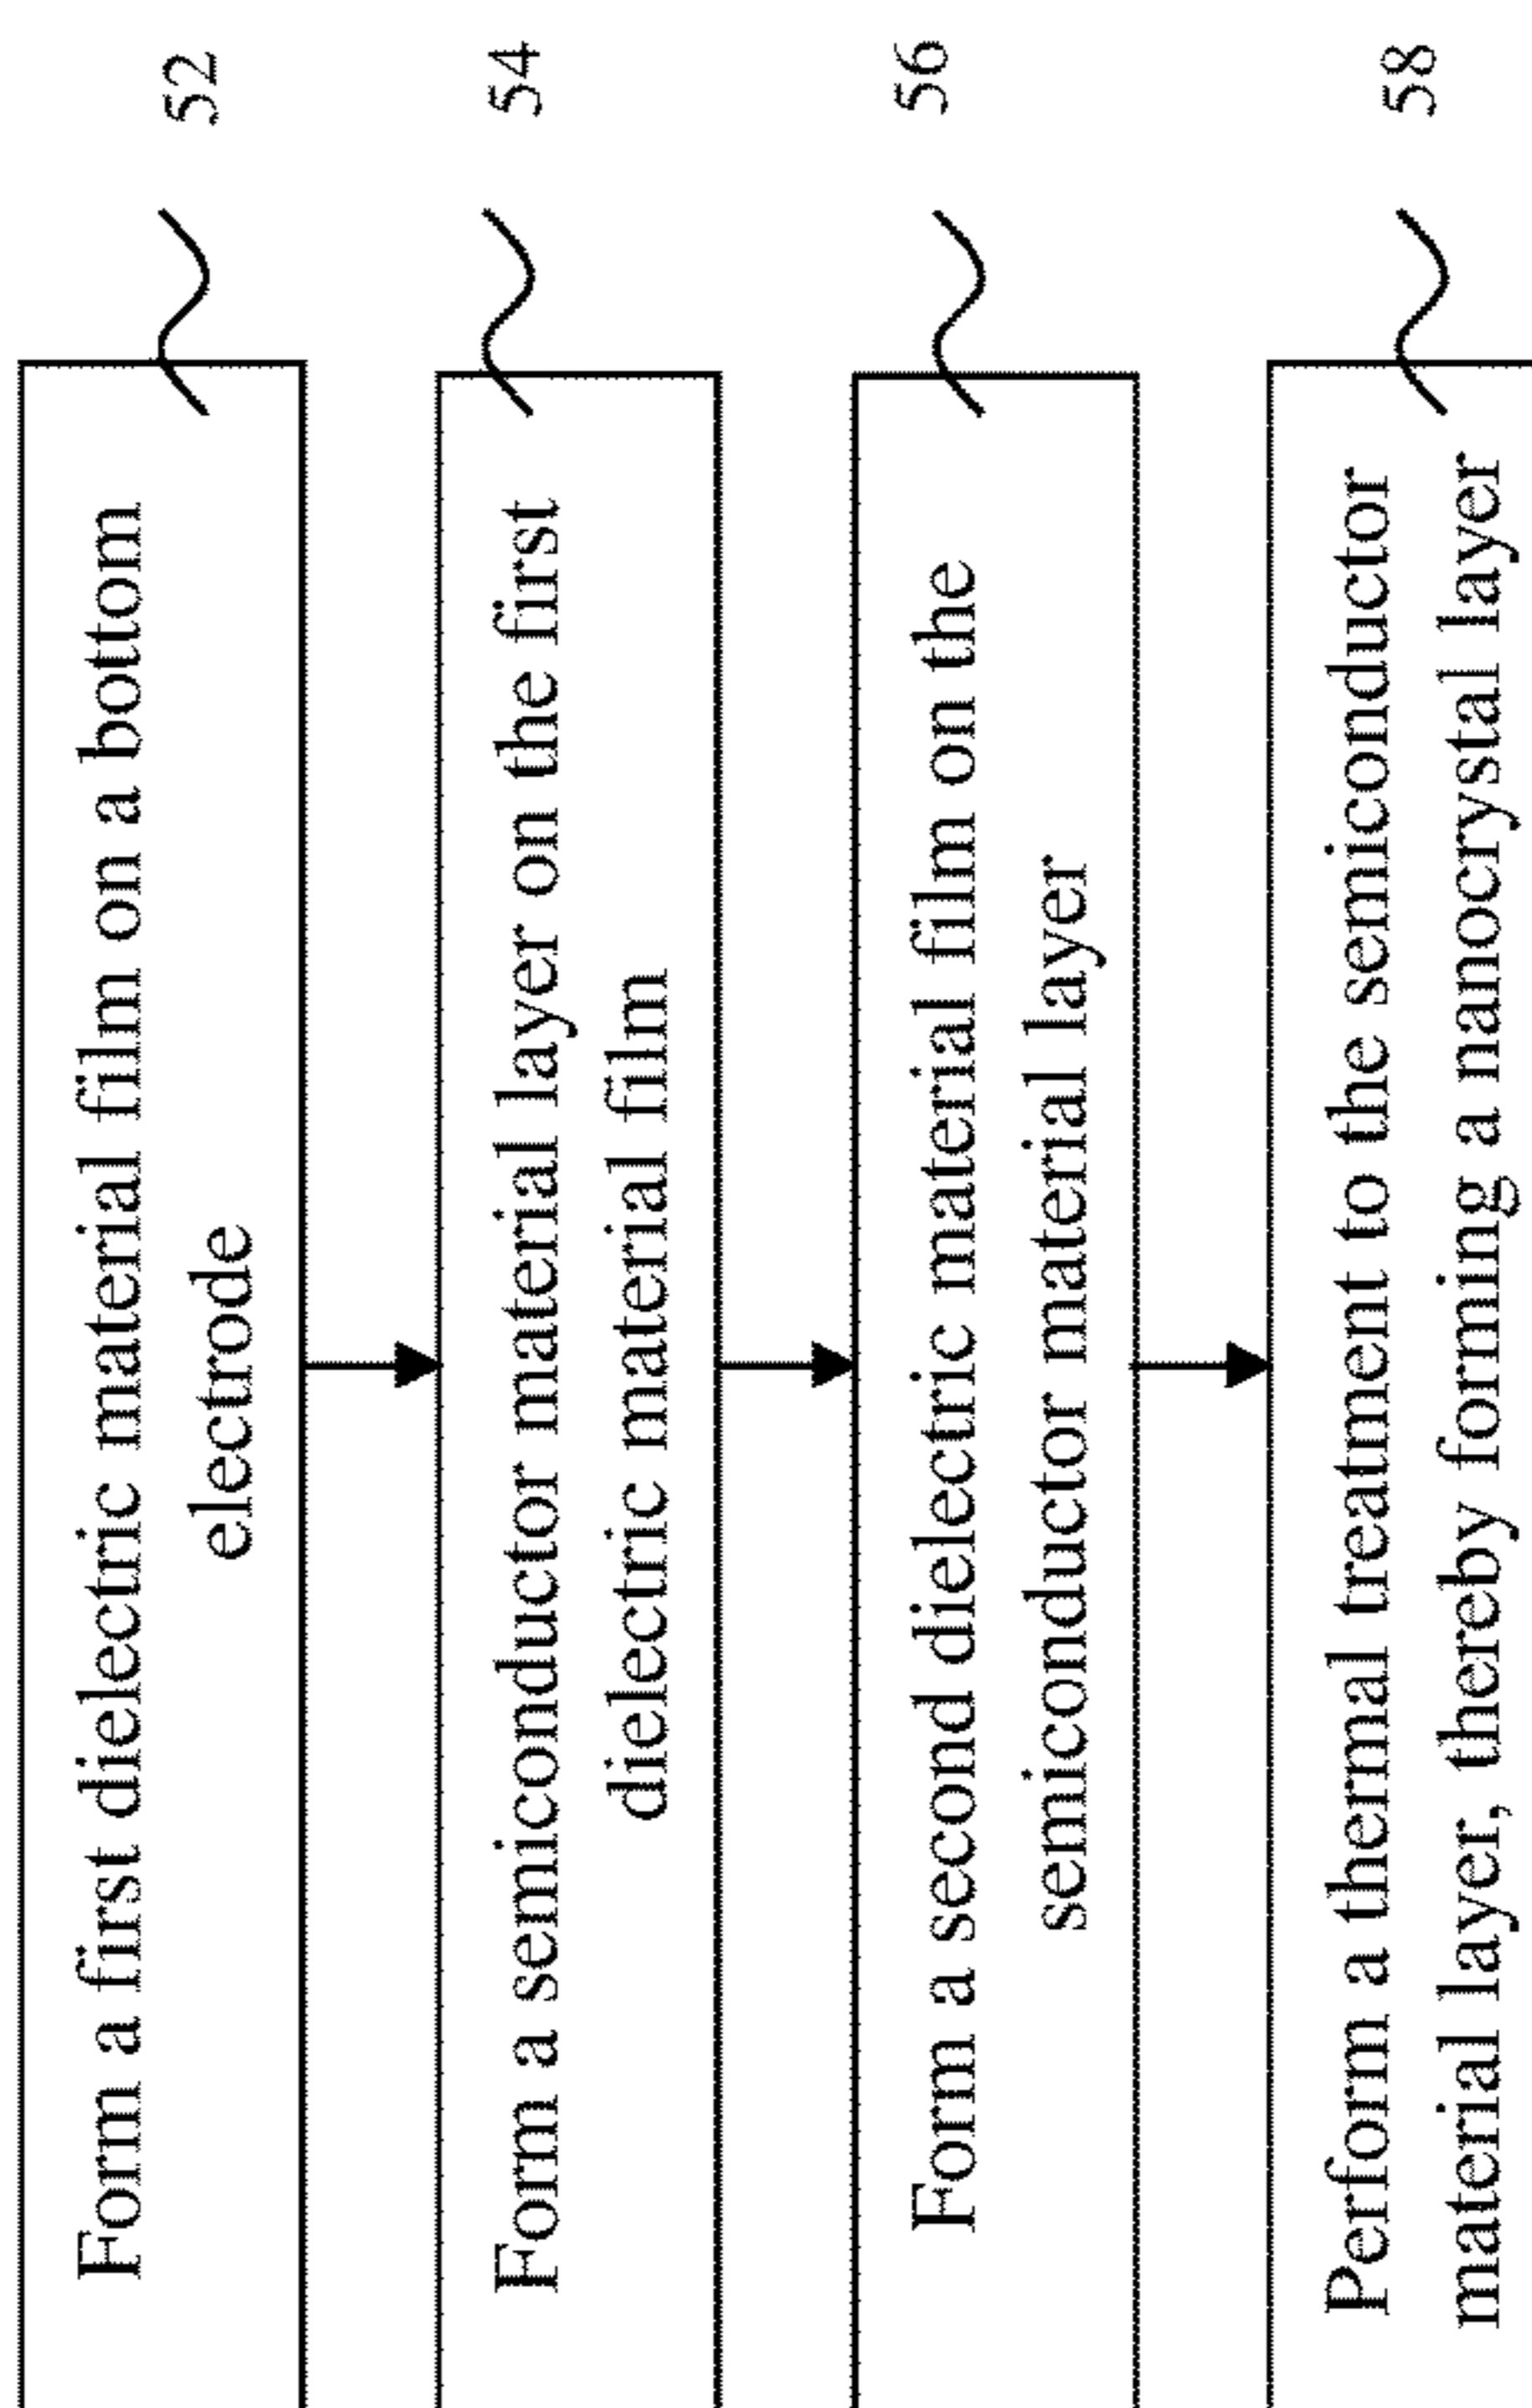 Form a first dielectric material film on a bottom
electrode
52
Form a semiconductor material layer on the first
dielectric material film
54
Form a second dielectric material film on the
semiconductor material layer
56
Perform a thermal treatment to the semiconductor
material layer, thereby forming a nanocrystal layer
58